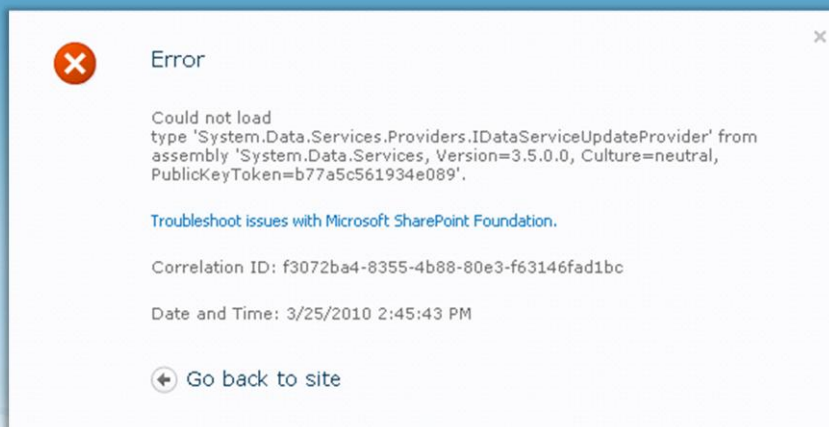 Error
Could not load
type 'System.Data.Services.Providers.IDataServiceUpdateProvider' from
assembly 'System.Data.Services, Version=3.5.0.0, Culture=neutral,
PublicKeyToken=b77a5c561934e089'.
Troubleshoot issues with Microsoft SharePoint Foundation.
Correlation ID: f3072ba4-8355-4b88-80e3-f63146fad1bc
Date and Time: 3/25/2010 2:45:43 PM
Go back to site